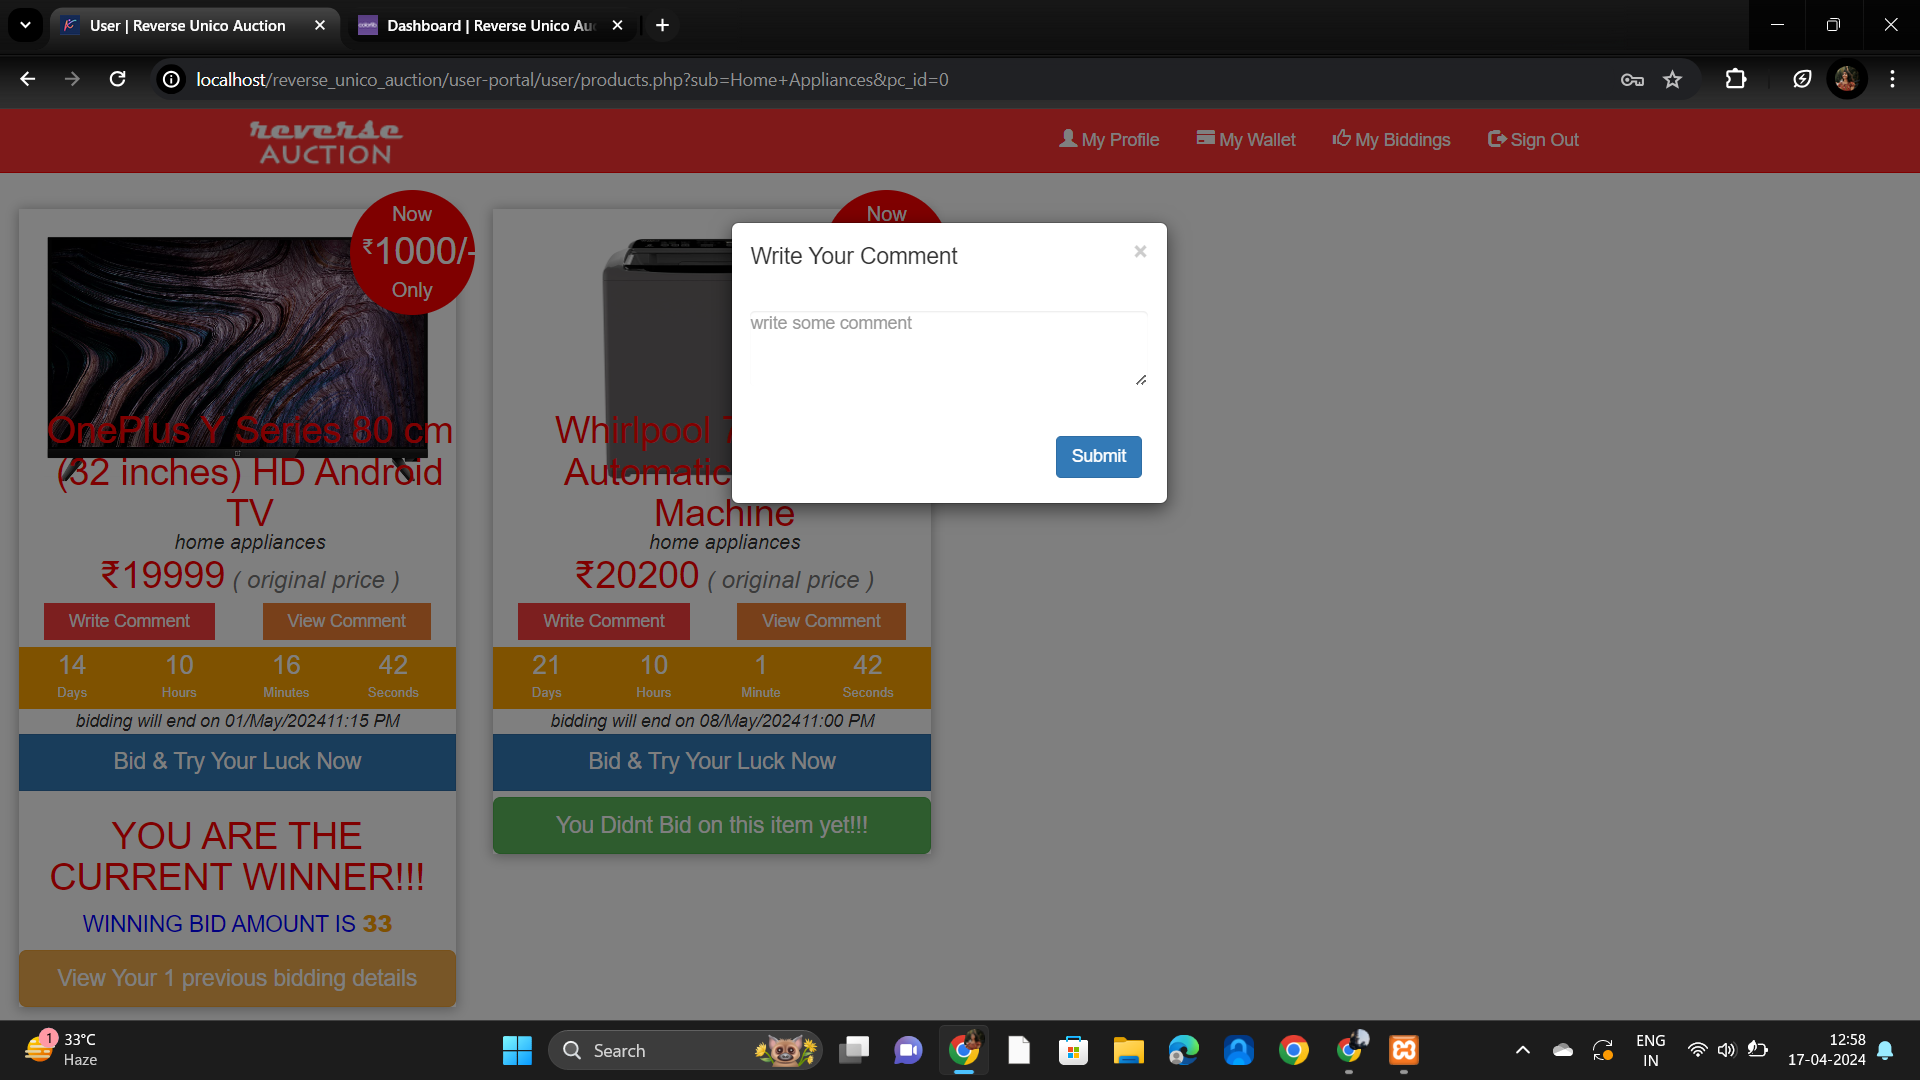 User | Reverse Unico Auction
Dashboard | Reverse Unico Au
localhost/reverse_unico_auction/user-portal/user/products.php?sub=Home+Appliances&pc_id=0
reverse
AUCTION
My Profile
My Wallet
My Biddings
Sign Out
Now
₹1000/-
Only
OnePlus Y Series 80 cm
(32 inches) HD Android
TV
home appliances
₹19999 ( original price )
Write Comment
View Comment
14
10
16
42
Days
Hours
Minutes
Seconds
bidding will end on 01/May/202411:15 PM
Bid & Try Your Luck Now
YOU ARE THE
CURRENT WINNER!!!
WINNING BID AMOUNT IS 33
View Your 1 previous bidding details
Now
Whirlpool
Automatic
Machine
home appliances
₹20200 ( original price )
Write Comment
View Comment
21
10
1
42
Days
Hours
Minute
Seconds
bidding will end on 08/May/202411:00 PM
Bid & Try Your Luck Now
You Didnt Bid on this item yet!!!
Write Your Comment
×
write some comment
Submit
1
33°C
Haze
Search
ENG
IN
12:58
17-04-2024